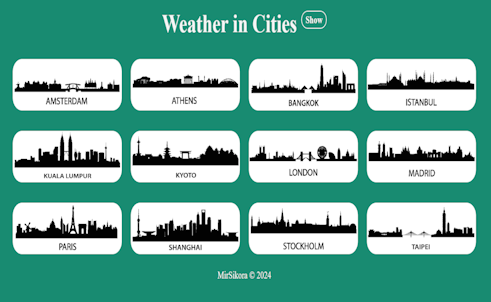 Weather in Cities Show
AMSTERDAM
ATHENS
BANGKOK
ISTANBUL
KUALA LUMPUR
KYOTO
LONDON
MADRID
PARIS
SHANGHAI
STOCKHOLM
TAIPEI
MirSikora © 2024